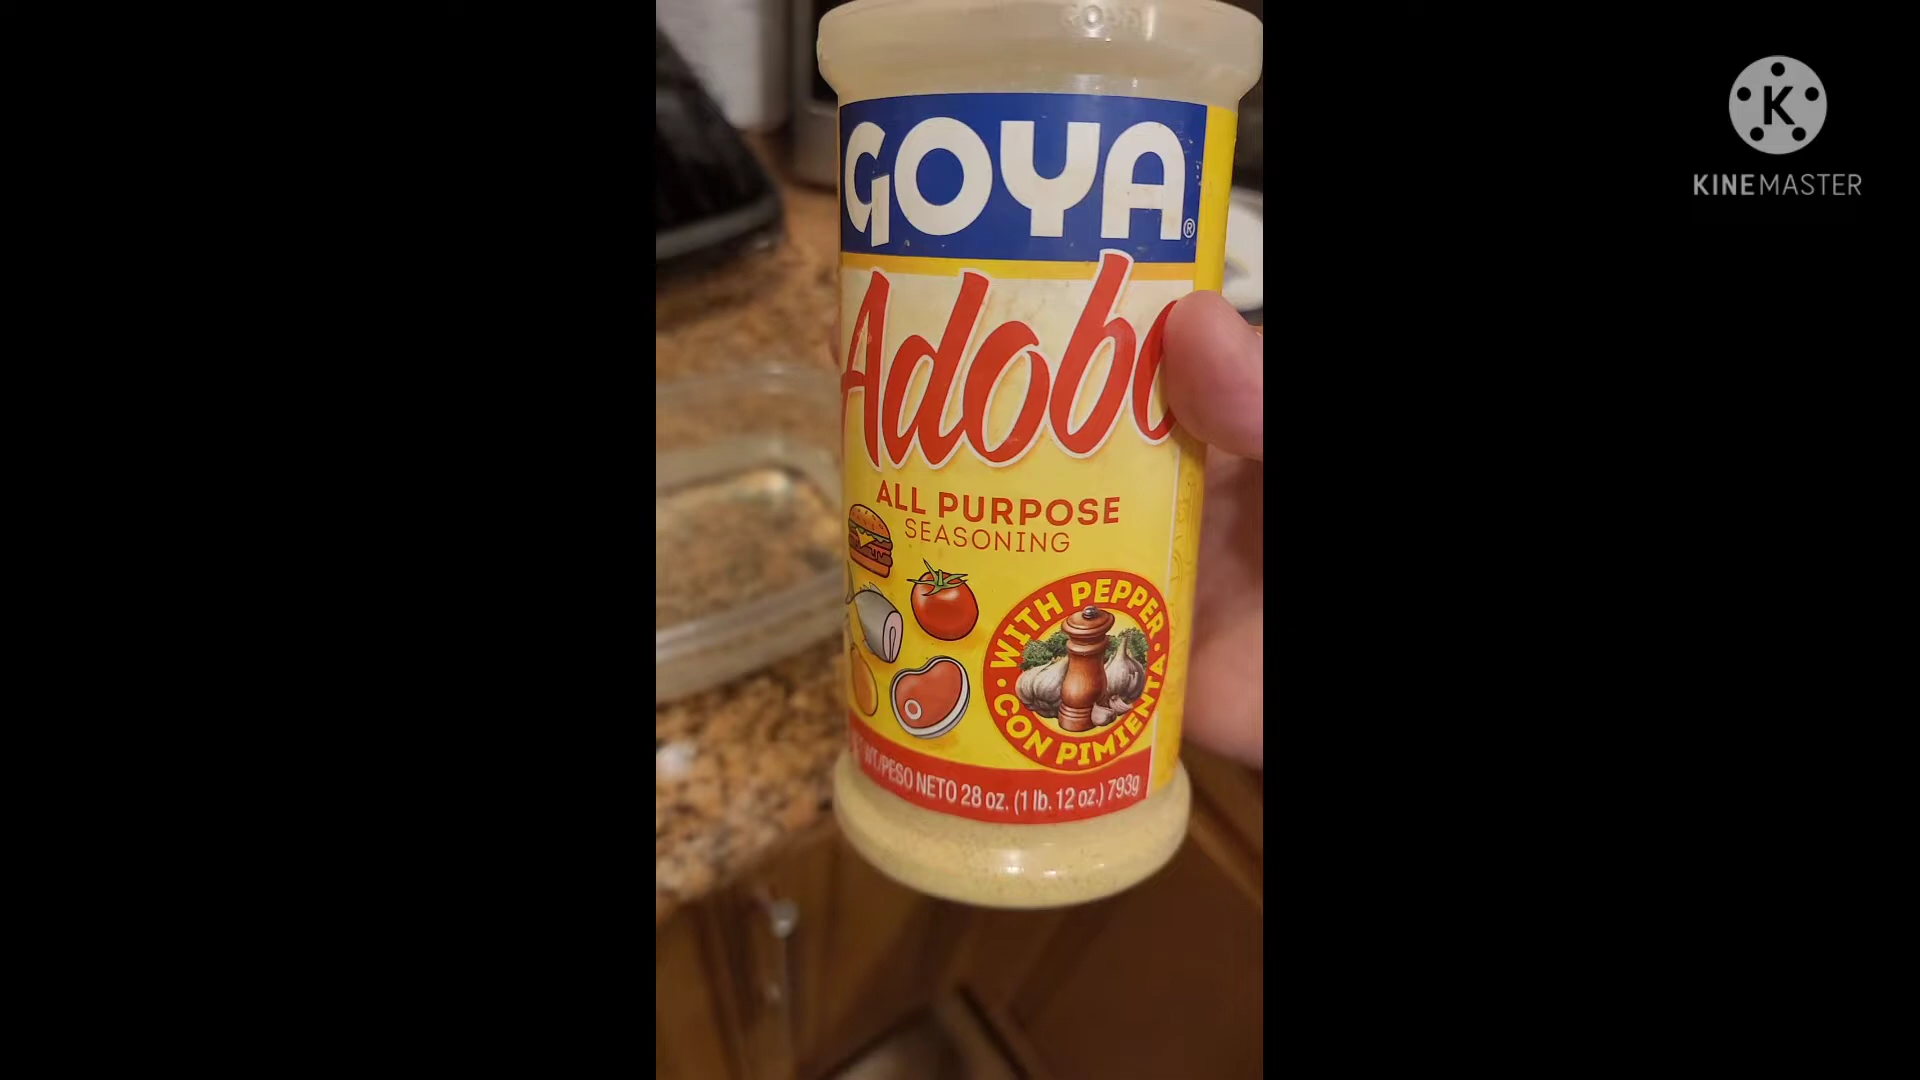 GOYA®
Adobo
ALL PURPOSE
SEASONING
WITH PEPPER
CON PIMIENTA
WT./PESO NETO 28 oz. (1 lb. 12 oz.) 793g
K
KINEMASTER